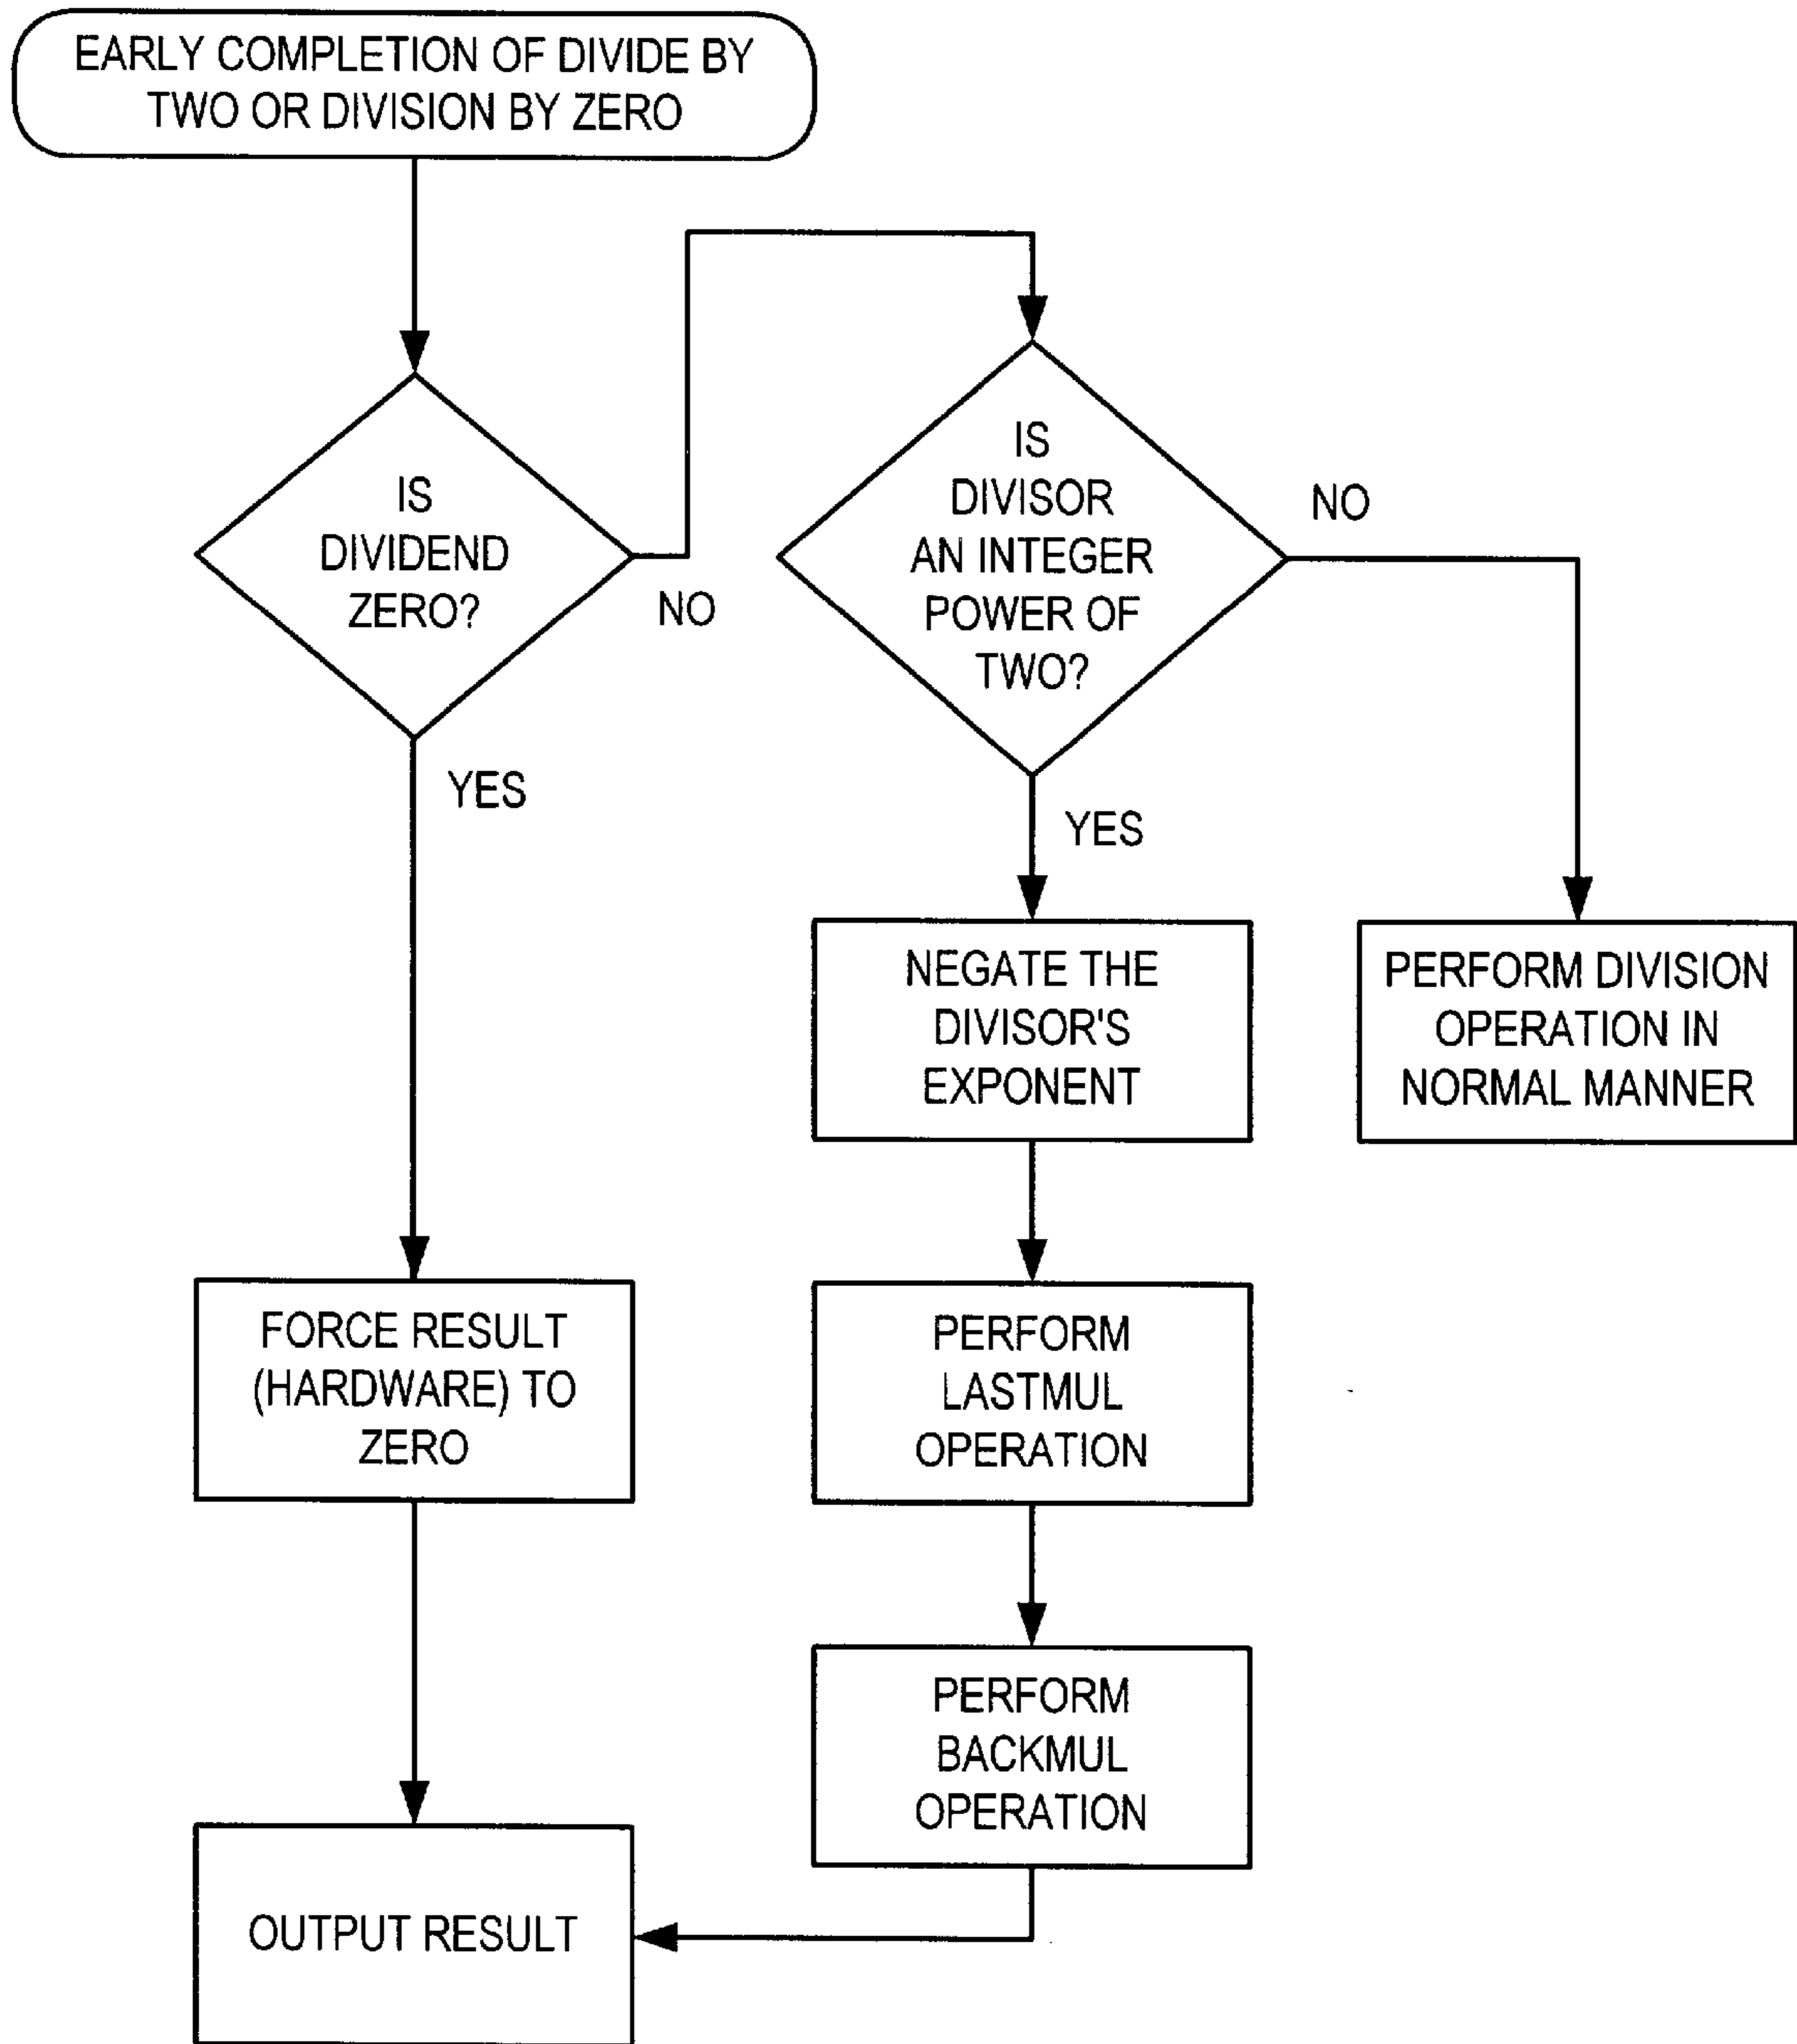 EARLY COMPLETION OF DIVIDE BY
TWO OR DIVISION BY ZERO
IS
DIVIDEND
ZERO?
NO
YES
IS
DIVISOR
AN INTEGER
POWER OF
TWO?
NO
YES
NEGATE THE
DIVISOR'S
EXPONENT
PERFORM DIVISION
OPERATION IN
NORMAL MANNER
FORCE RESULT
(HARDWARE) TO
ZERO
PERFORM
LASTMUL
OPERATION
PERFORM
BACKMUL
OPERATION
OUTPUT RESULT